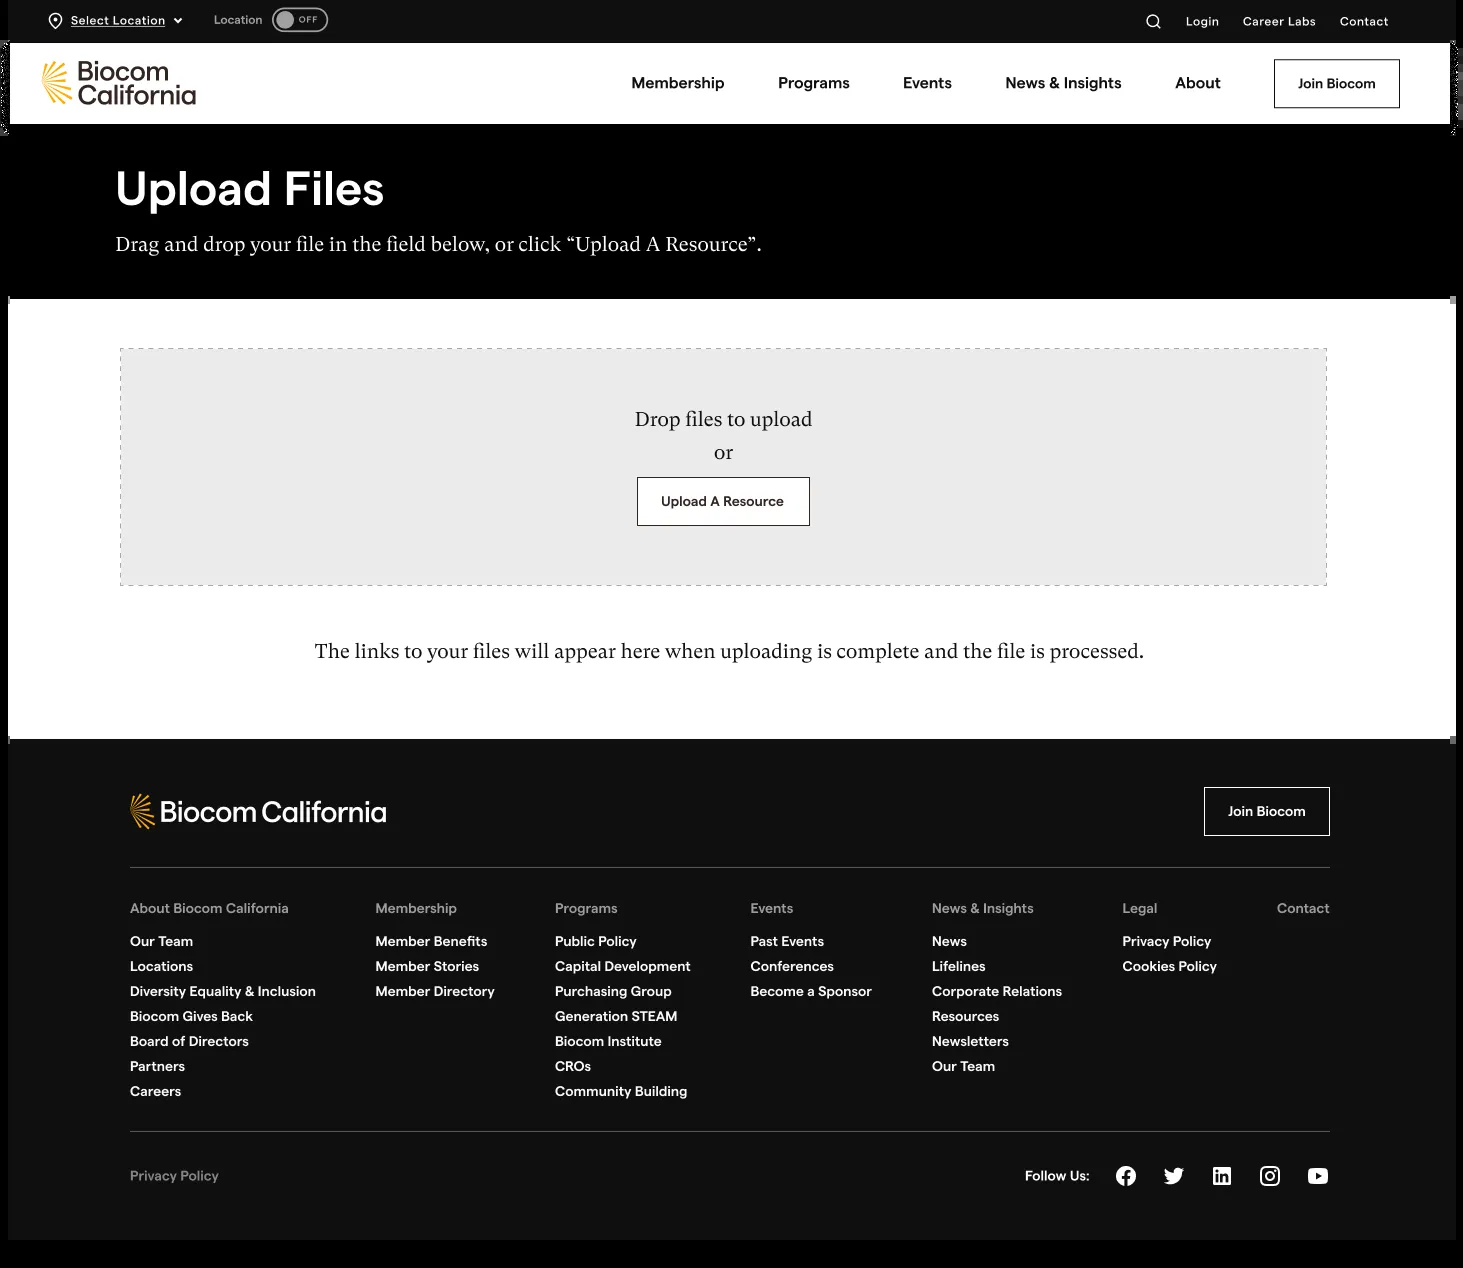 Select Location
Location OFF
Login Career Labs Contact
Biocom
California
Membership Programs Events News & Insights About Join Biocom
Upload Files
Drag and drop your file in the field below, or click “Upload A Resource”.
Drop files to upload
or
Upload A Resource
The links to your files will appear here when uploading is complete and the file is processed.
Biocom California
Join Biocom
About Biocom California
Our Team
Locations
Diversity Equality & Inclusion
Biocom Gives Back
Board of Directors
Partners
Careers
Membership
Member Benefits
Member Stories
Member Directory
Programs
Public Policy
Capital Development
Purchasing Group
Generation STEAM
Biocom Institute
CROs
Community Building
Events
Past Events
Conferences
Become a Sponsor
News & Insights
News
Lifelines
Corporate Relations
Resources
Newsletters
Our Team
Legal
Privacy Policy
Cookies Policy
Contact
Privacy Policy
Follow Us: